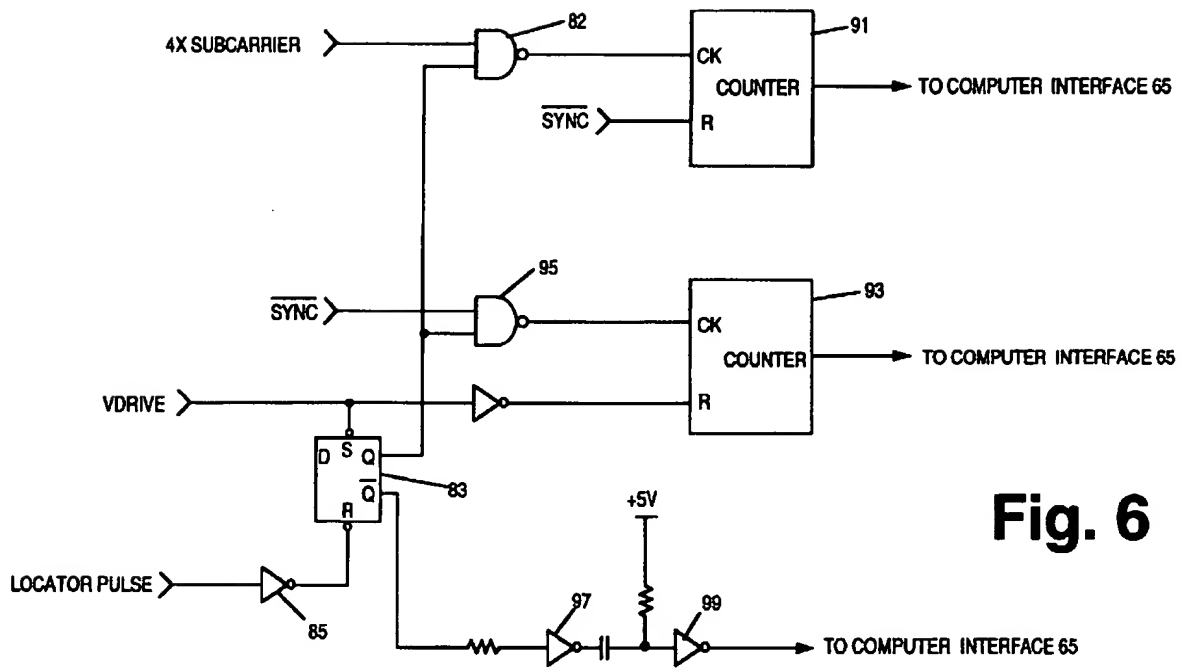 82
4X SUBCARRIER
91
CK
COUNTER
TO COMPUTER INTERFACE 65
SYNC
R
95
93
SYNC
CK
COUNTER
TO COMPUTER INTERFACE 65
VDRIVE
R
D S Q
Q
83
R
+5V
Fig. 6
LOCATOR PULSE
85
97
99
TO COMPUTER INTERFACE 65